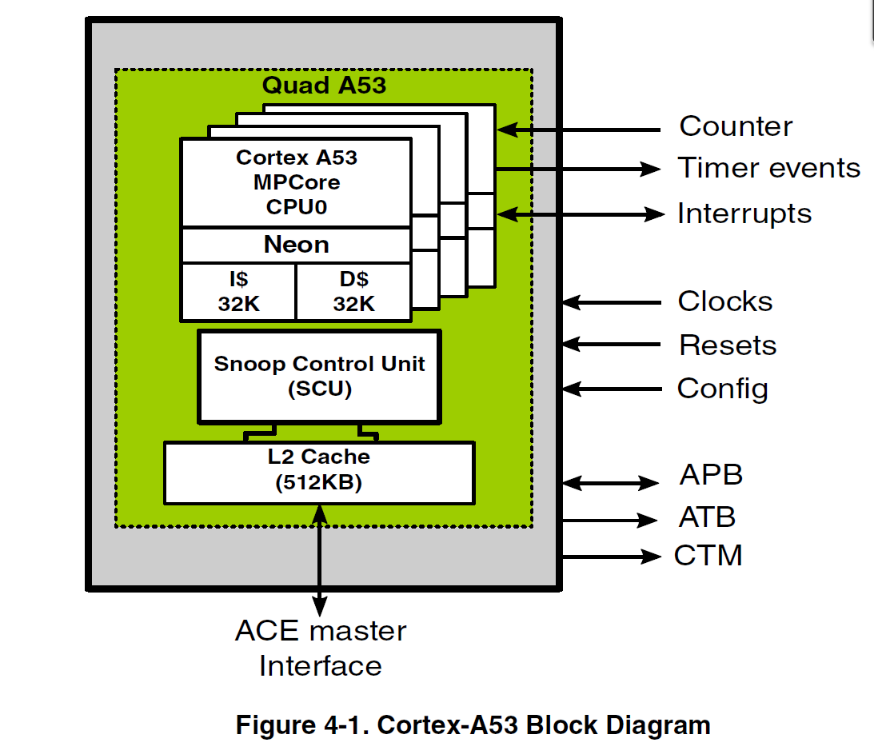 Quad A53
Cortex A53
MPCore
CPU0
Neon
I$
32K
D$
32K
Snoop Control Unit
(SCU)
L2 Cache
(512KB)
Counter
Timer events
Interrupts
Clocks
Resets
Config
APB
ATB
CTM
ACE master
Interface
Figure 4-1. Cortex-A53 Block Diagram